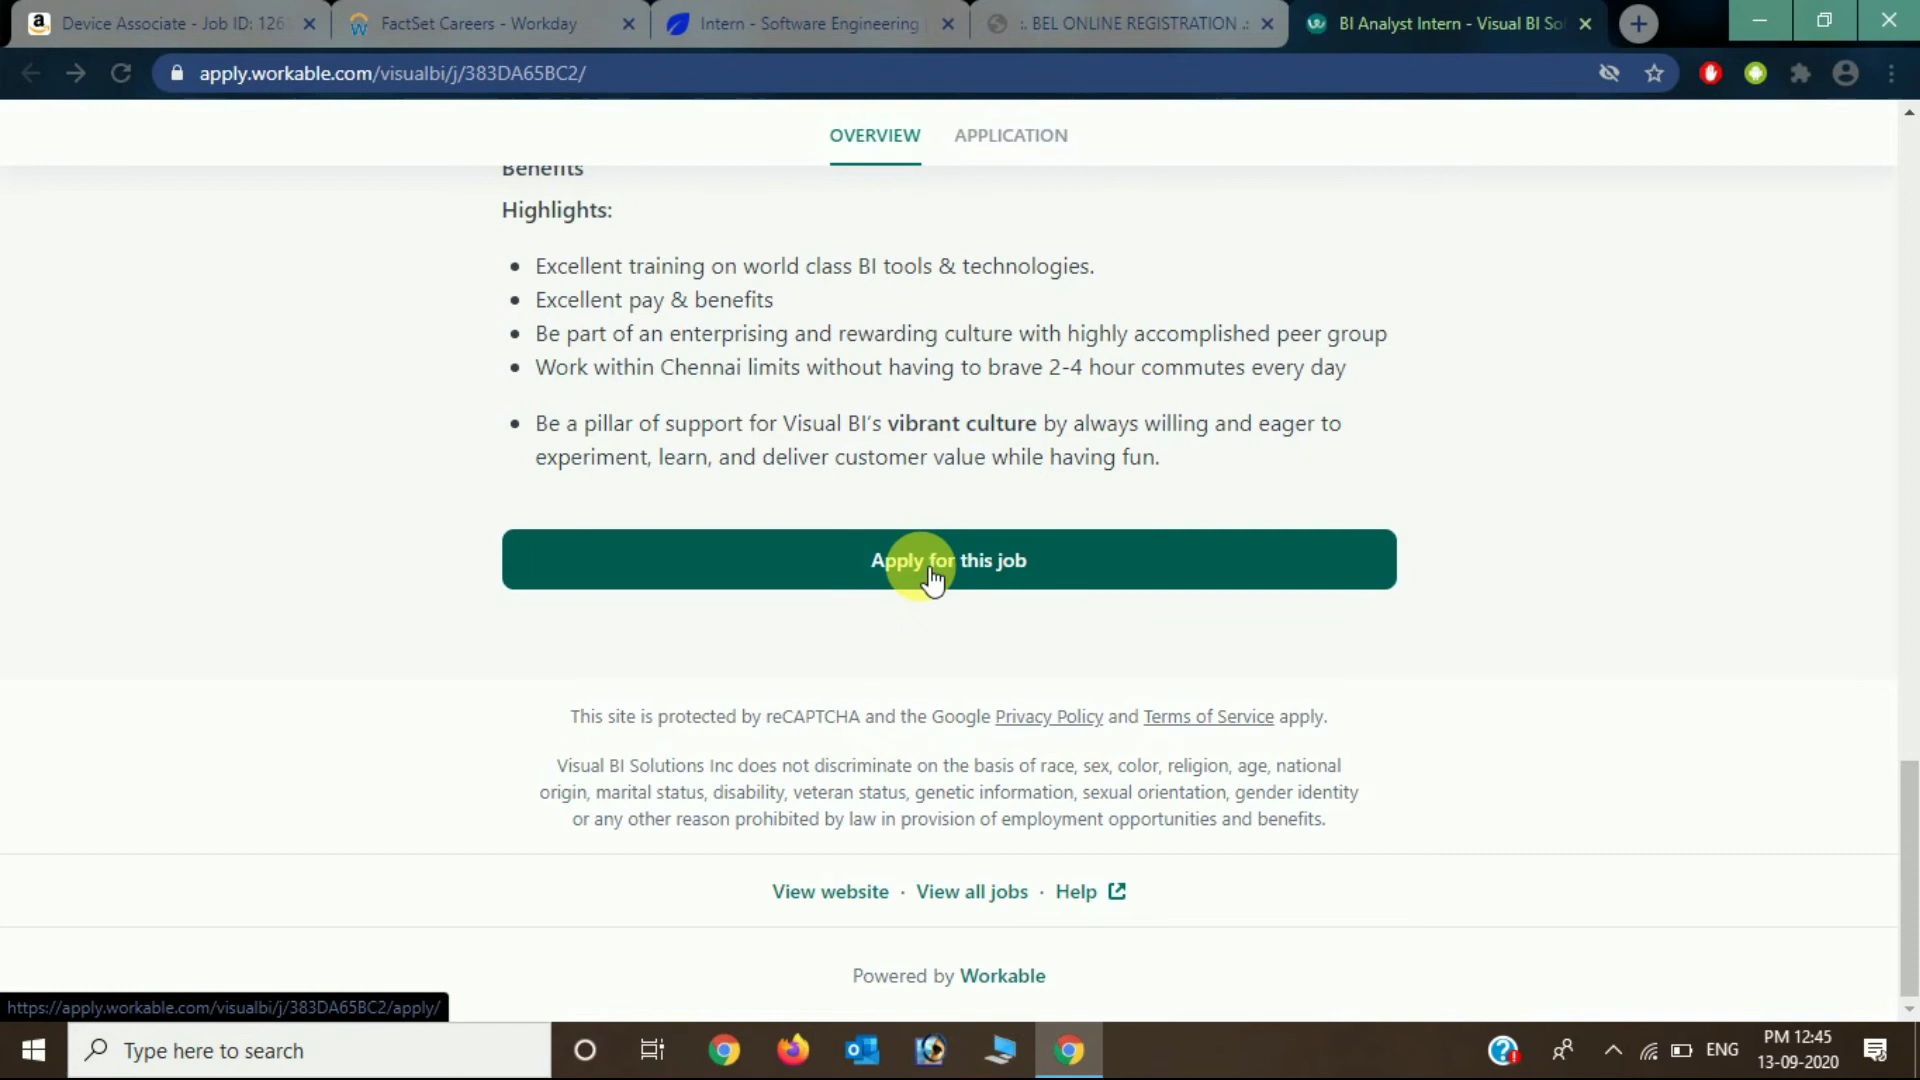 Device Associate - Job ID: 126
FactSet Careers - Workday
Intern - Software Engineering
:. BEL ONLINE REGISTRATION .:
BI Analyst Intern - Visual BI So
apply.workable.com/visualbi/j/383DA65BC2/
OVERVIEW
APPLICATION
Benefits
Highlights:
Excellent training on world class BI tools & technologies.
Excellent pay & benefits
Be part of an enterprising and rewarding culture with highly accomplished peer group
Work within Chennai limits without having to brave 2-4 hour commutes every day
Be a pillar of support for Visual BI's vibrant culture by always willing and eager to
experiment, learn, and deliver customer value while having fun.
Apply for this job
This site is protected by reCAPTCHA and the Google Privacy Policy and Terms of Service apply.
Visual BI Solutions Inc does not discriminate on the basis of race, sex, color, religion, age, national
origin, marital status, disability, veteran status, genetic information, sexual orientation, gender identity
or any other reason prohibited by law in provision of employment opportunities and benefits.
View website · View all jobs · Help
Powered by Workable
https://apply.workable.com/visualbi/j/383DA65BC2/apply/
Type here to search
ENG
PM 12:45
13-09-2020